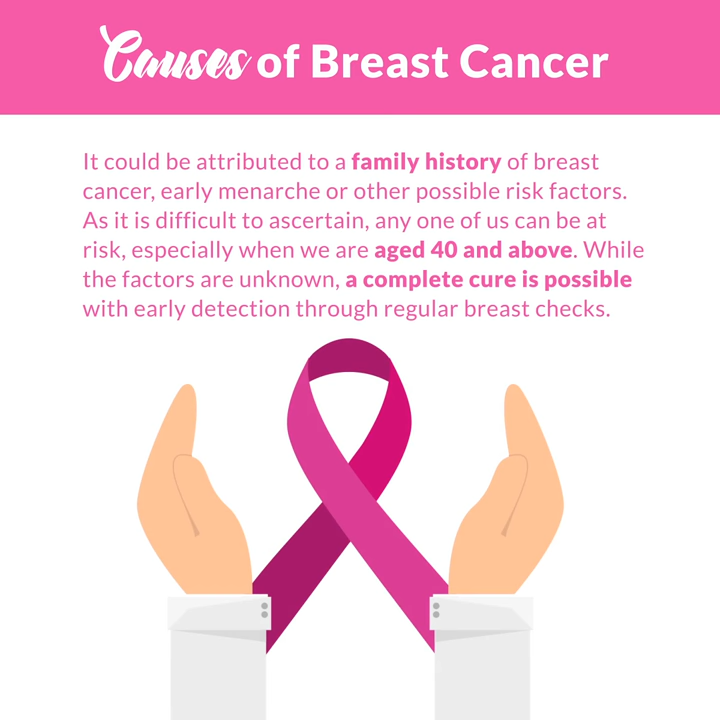 Causes of Breast Cancer
It could be attributed to a family history of breast
cancer, early menarche or other possible risk factors.
As it is difficult to ascertain, any one of us can be at
risk, especially when we are aged 40 and above. While
the factors are unknown, a complete cure is possible
with early detection through regular breast checks.